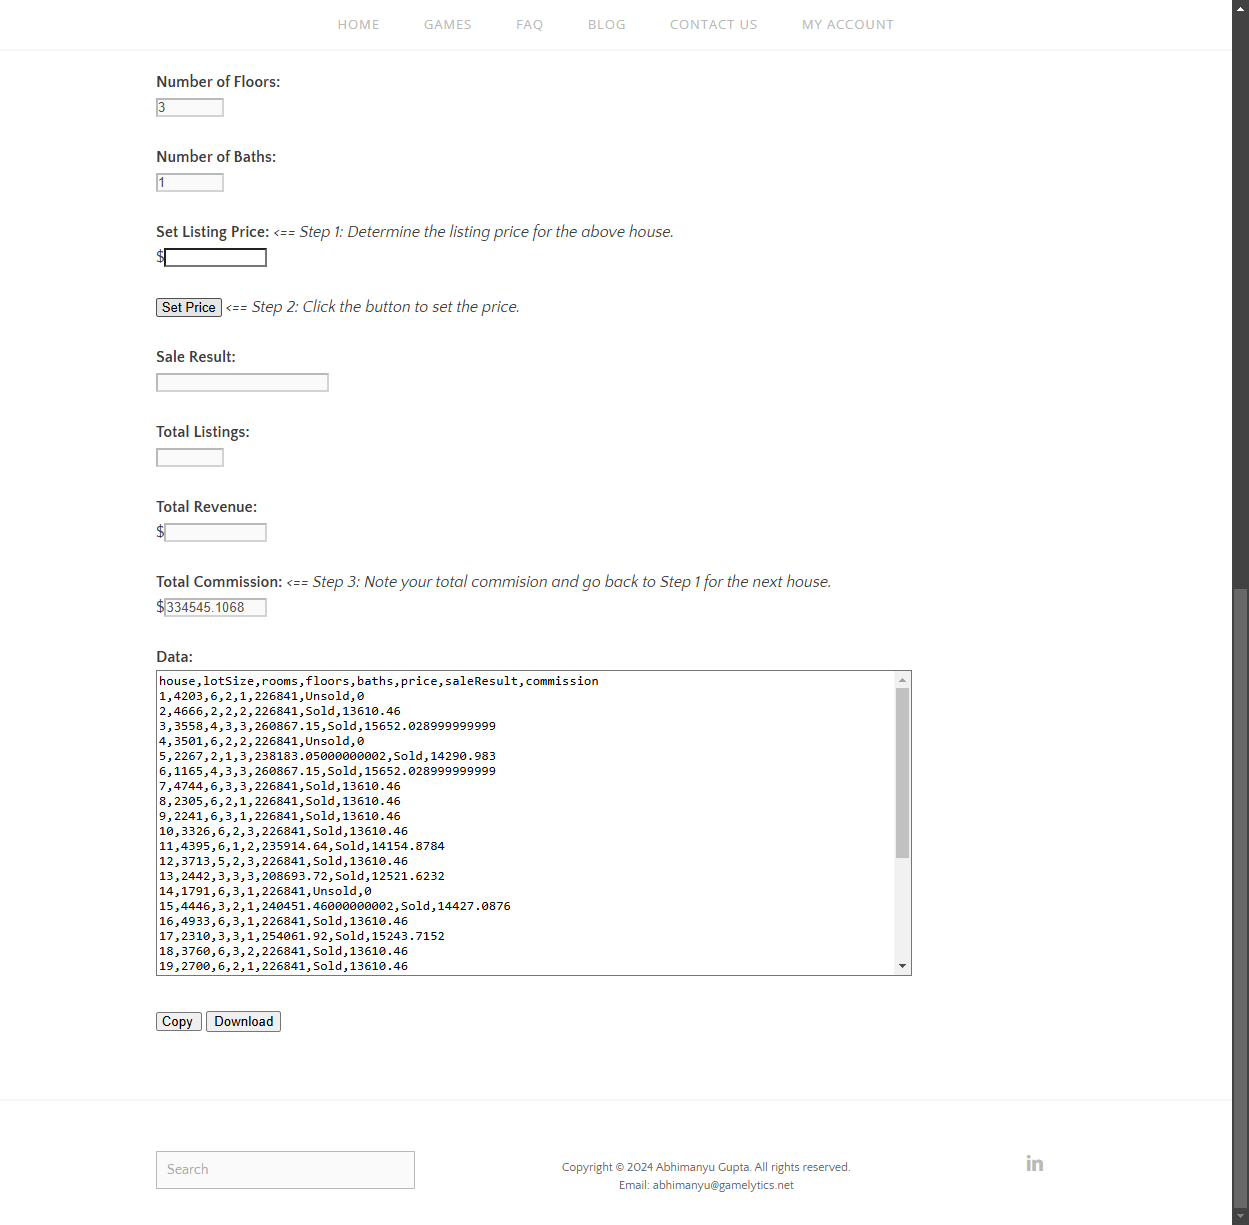 HOME GAMES FAQ BLOG CONTACT US MY ACCOUNT
Number of Floors:
3
Number of Baths:
1
Set Listing Price: <== Step 1: Determine the listing price for the above house.
$
Set Price <== Step 2: Click the button to set the price.
Sale Result:
Total Listings:
Total Revenue:
$
Total Commission: <== Step 3: Note your total commision and go back to Step 1 for the next house.
$334545.1068
Data:
house,lotSize,rooms,floors,baths,price,saleResult,commission
1,4203,6,2,1,226841,Unsold,0
2,4666,2,2,2,226841,Sold,13610.46
3,3558,4,3,3,260867.15,Sold,15652.028999999999
4,3501,6,2,2,226841,Unsold,0
5,2267,2,1,3,238183.05000000002,Sold,14290.983
6,1165,4,3,3,260867.15,Sold,15652.028999999999
7,4744,6,3,3,226841,Sold,13610.46
8,2305,6,2,1,226841,Sold,13610.46
9,2241,6,3,1,226841,Sold,13610.46
10,3326,6,2,3,226841,Sold,13610.46
11,4395,6,1,2,235914.64,Sold,14154.8784
12,3713,5,2,3,226841,Sold,13610.46
13,2442,3,3,3,208693.72,Sold,12521.6232
14,1791,6,3,1,226841,Unsold,0
15,4446,3,2,1,240451.46000000002,Sold,14427.0876
16,4933,6,3,1,226841,Sold,13610.46
17,2310,3,3,1,254061.92,Sold,15243.7152
18,3760,6,3,2,226841,Sold,13610.46
19,2700,6,2,1,226841,Sold,13610.46
Copy Download
Search
Copyright © 2024 Abhimanyu Gupta. All rights reserved.
Email: abhimanyu@gamelytics.net
in